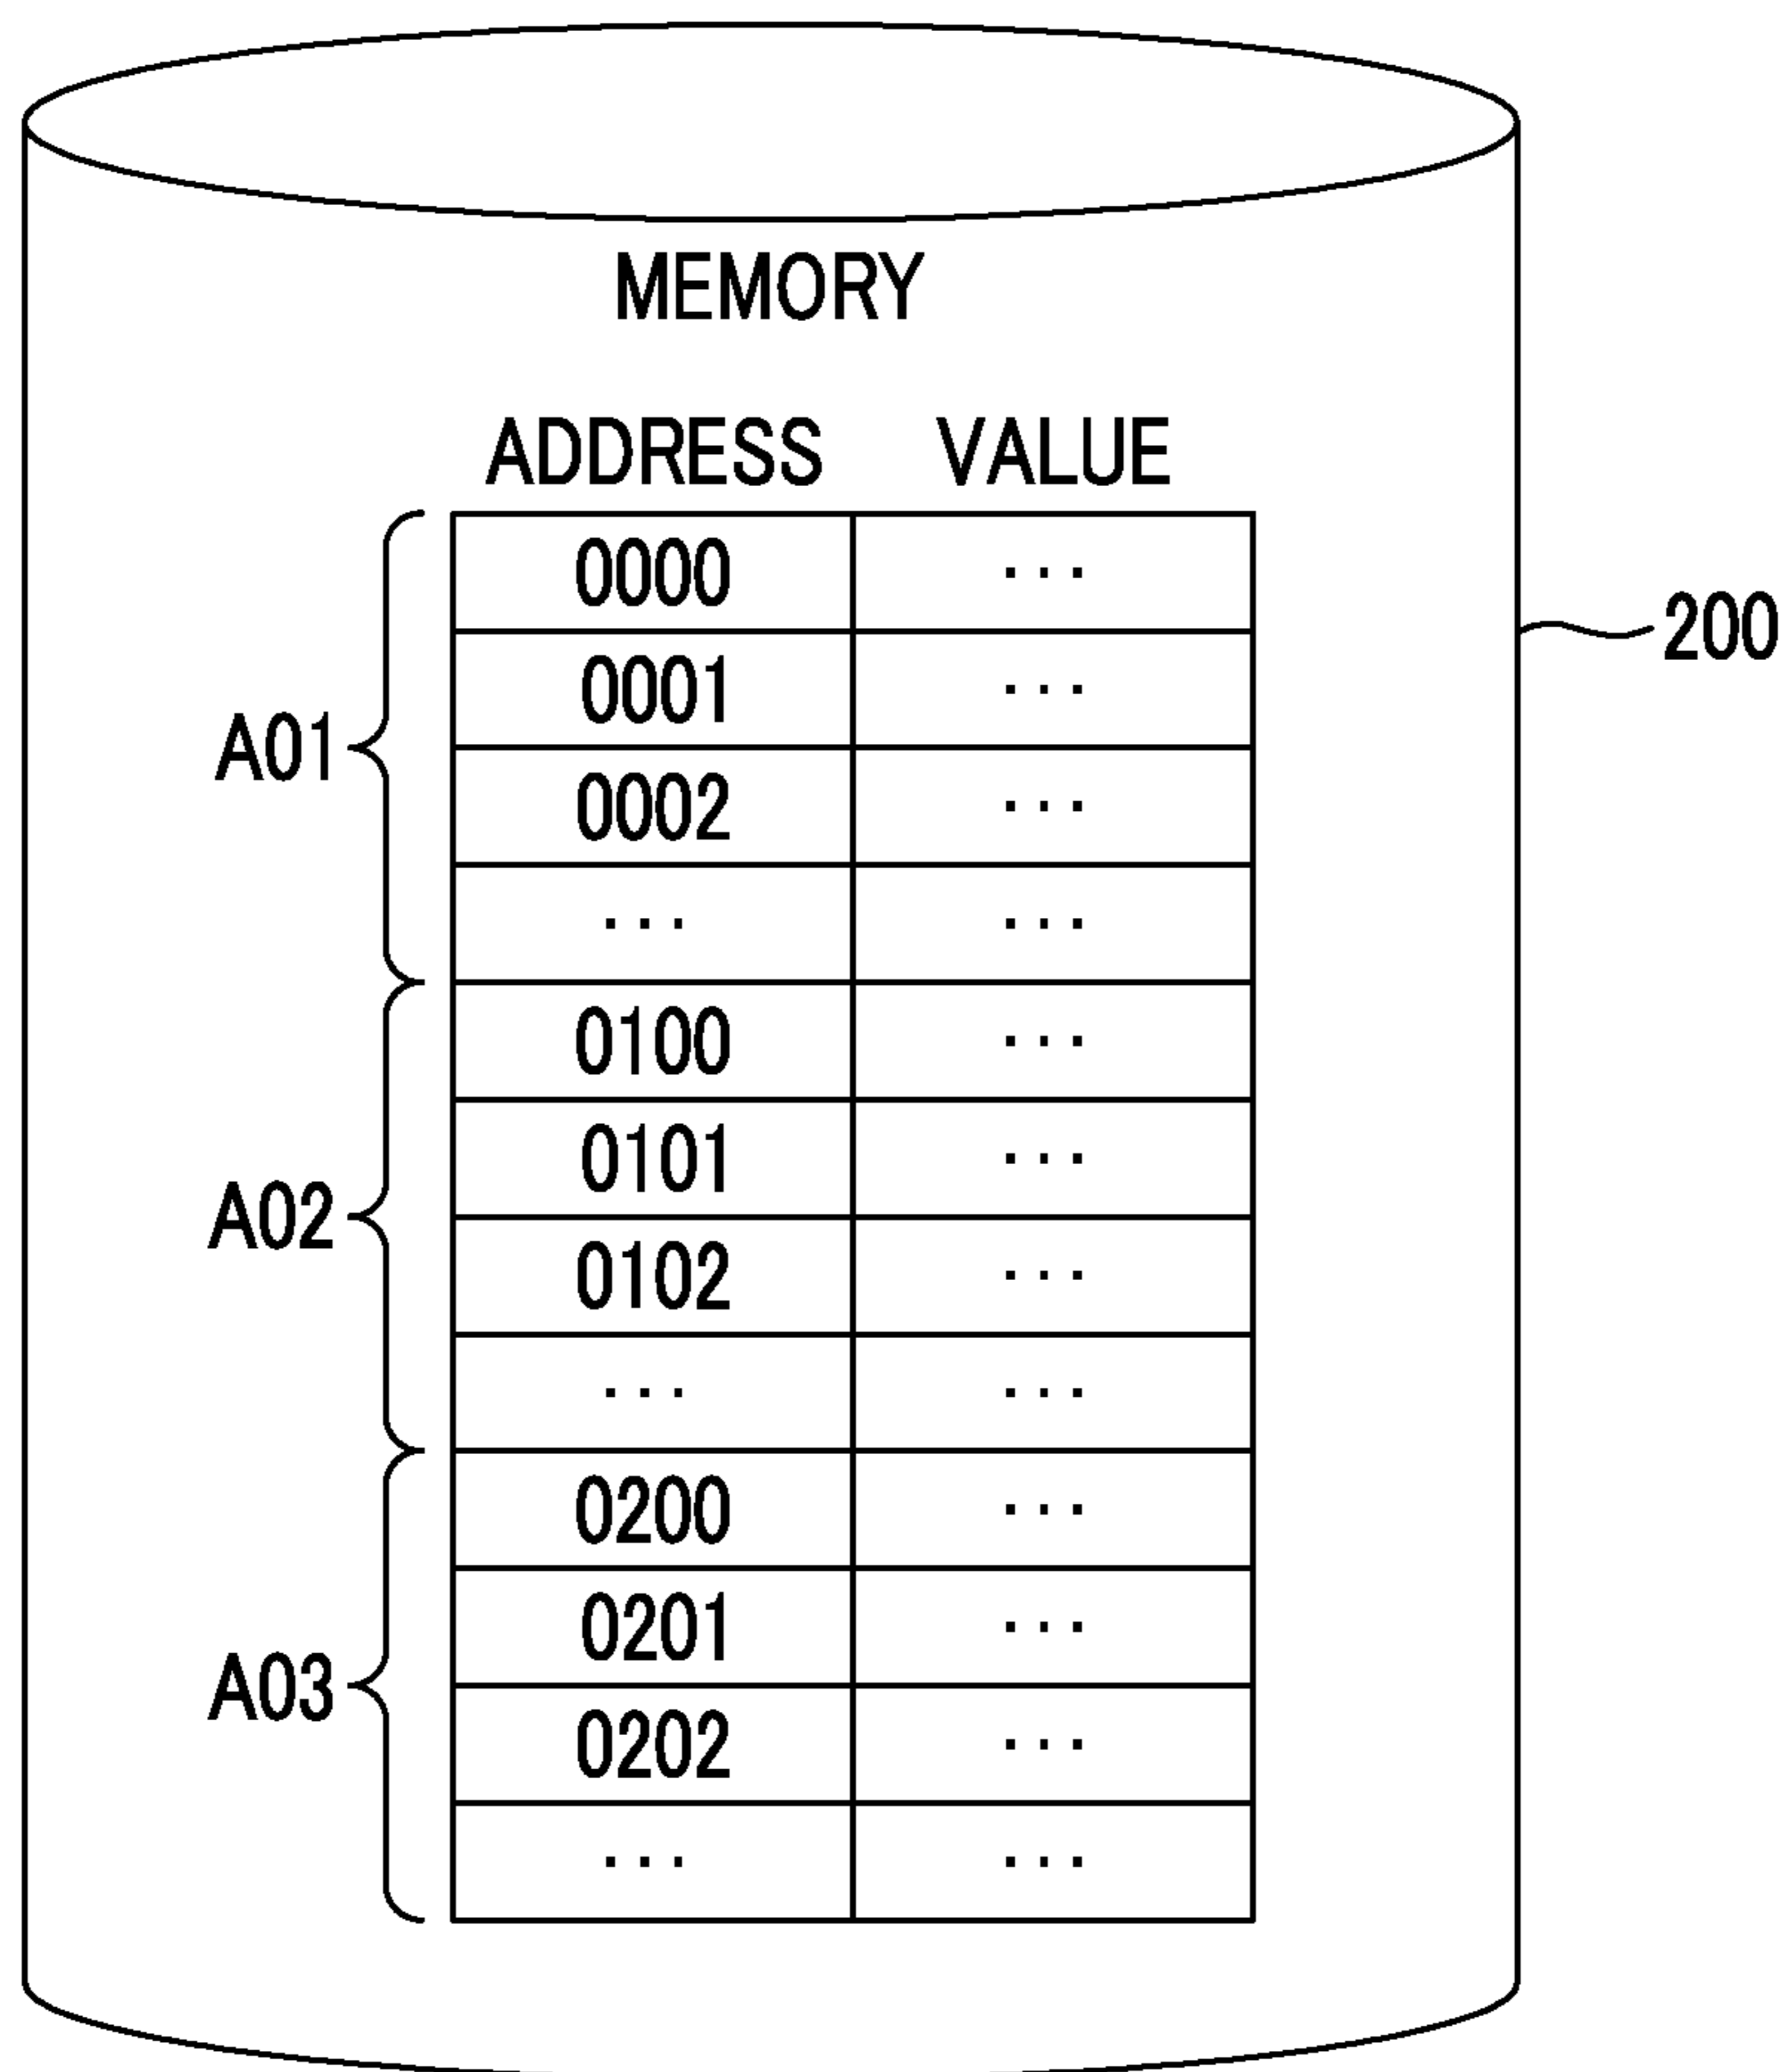 MEMORY
ADDRESS VALUE
0000 ...
200
0001 ...
A01
0002 ...
... ...
0100 ...
0101 ...
A02
0102 ...
... ...
0200 ...
0201 ...
A03
0202 ...
... ...